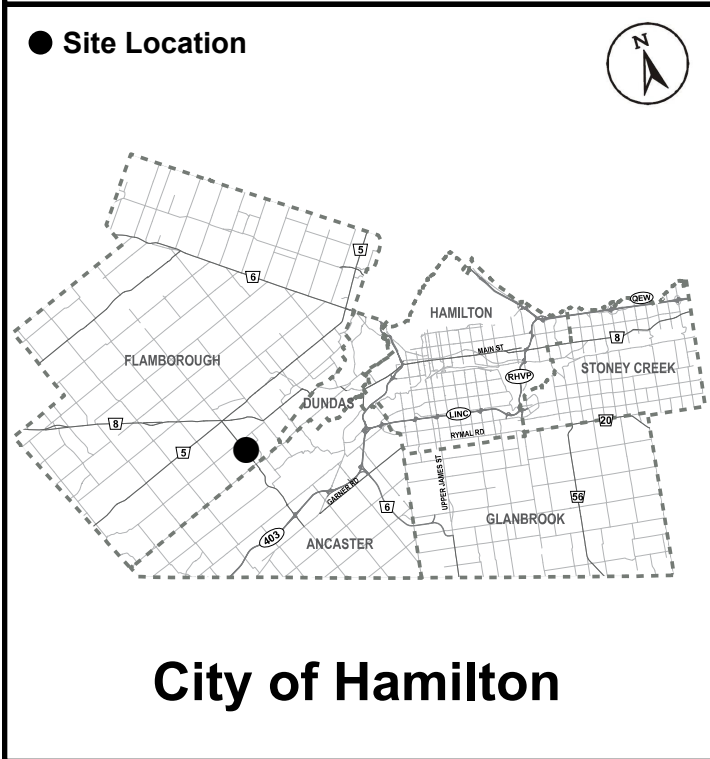 Site Location
N
5
6
HAMILTON
QEW
8
MAIN ST
FLAMBOROUGH
STONEY CREEK
RHVP
DUNDAS
LINC
8
20
RYMAL RD
5
UPPER JAMES ST
GARNER RD
56
6
GLANBROOK
403
ANCASTER
City of Hamilton